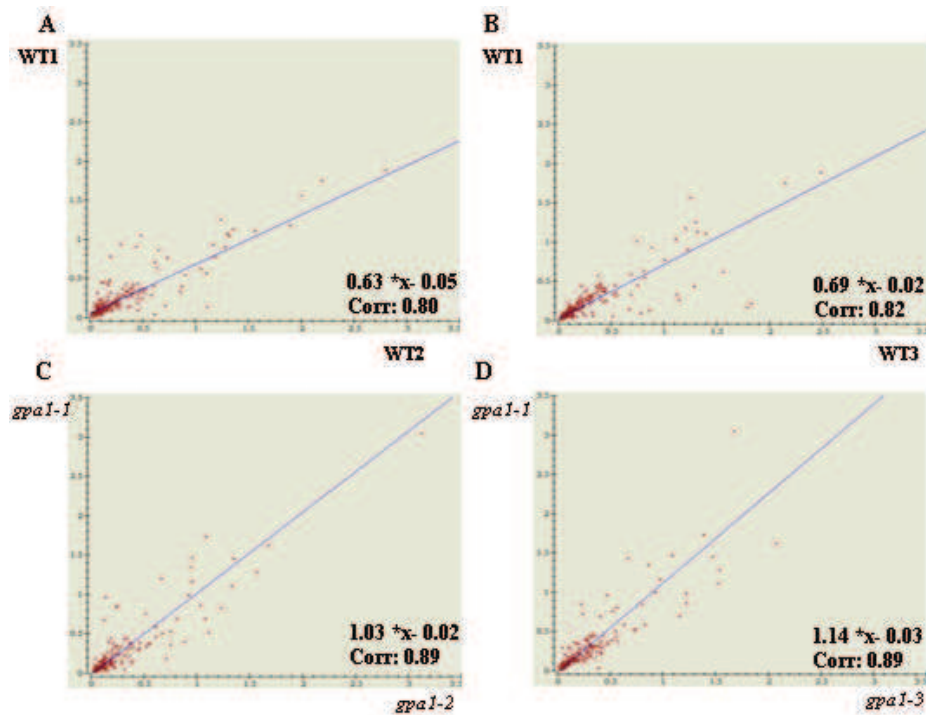 A
WT1
0.63 *x- 0.05
Corr: 0.80
WT2
B
WT1
0.69 *x- 0.02
Corr: 0.82
WT3
C
gpa1-1
1.03 *x- 0.02
Corr: 0.89
gpa1-2
D
gpa1-1
1.14 *x- 0.03
Corr: 0.89
gpa1-3